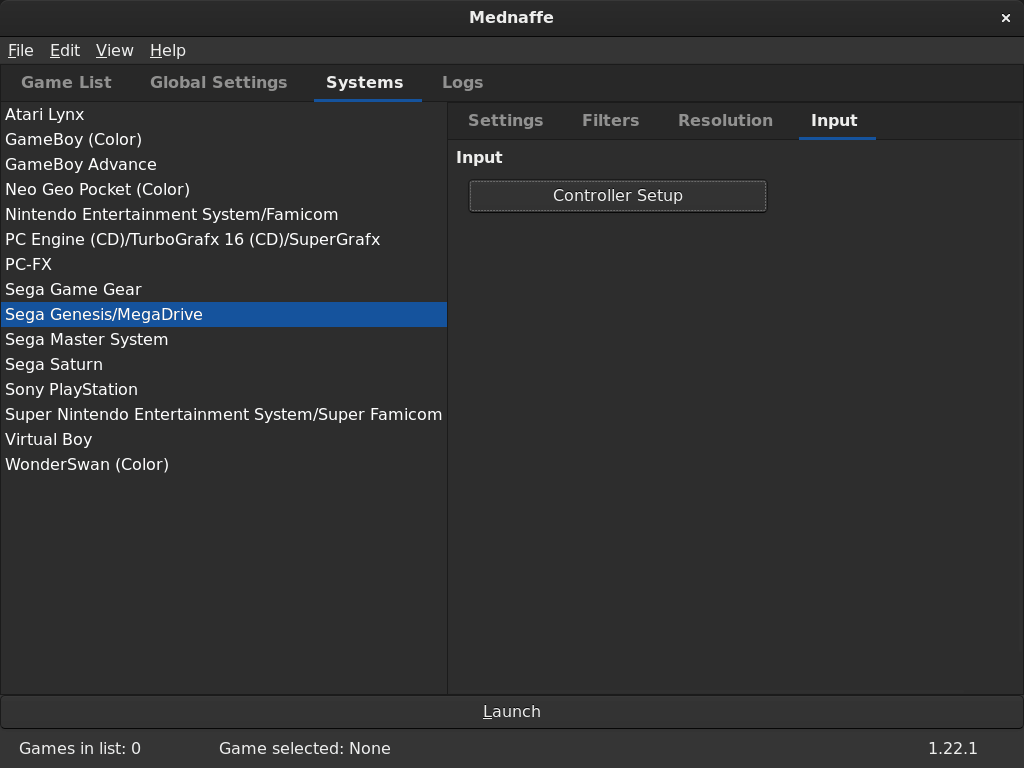 Mednaffe ×
File Edit View Help
Game List Global Settings Systems Logs
Atari Lynx
GameBoy (Color)
GameBoy Advance
Neo Geo Pocket (Color)
Nintendo Entertainment System/Famicom
PC Engine (CD)/TurboGrafx 16 (CD)/SuperGrafx
PC-FX
Sega Game Gear
Sega Genesis/MegaDrive
Sega Master System
Sega Saturn
Sony PlayStation
Super Nintendo Entertainment System/Super Famicom
Virtual Boy
WonderSwan (Color)
Settings Filters Resolution Input
Input
Controller Setup
Launch
Games in list: 0 Game selected: None 1.22.1